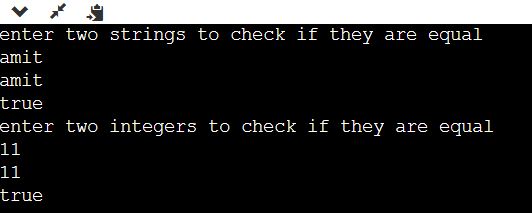 enter two strings to check if they are equal
amit
amit
true
enter two integers to check if they are equal
11
11
true